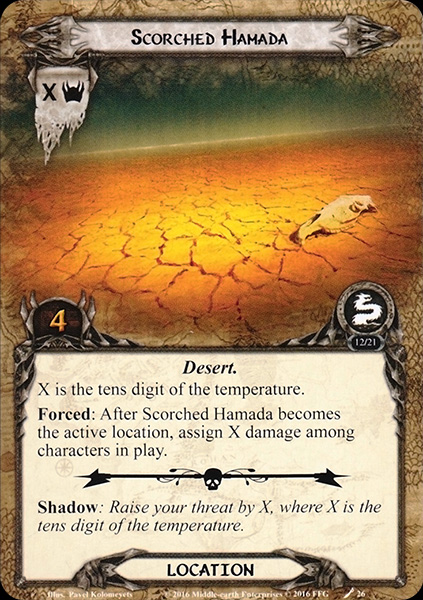 Scorched Hamada
X
4
12/21
Desert.
X is the tens digit of the temperature.
Forced: After Scorched Hamada becomes
the active location, assign X damage among
characters in play.
Shadow: Raise your threat by X, where X is the
tens digit of the temperature.
LOCATION
Illus. Pavel Kolomeyets © 2016 Middle-earth Enterprises © 2016 FFG 26